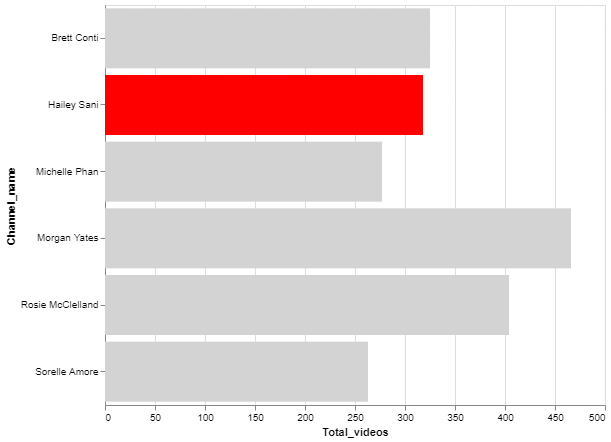 Brett Conti
Hailey Sani
Michelle Phan
Morgan Yates
Rosie McClelland
Sorelle Amore
Channel_name
0 50 100 150 200 250 300 350 400 450 500
Total_videos